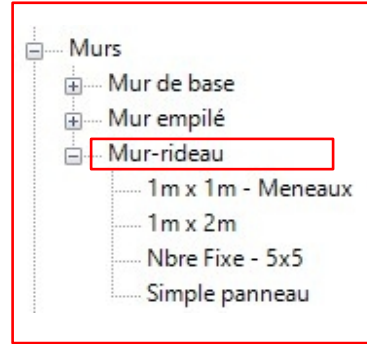 Murs
Mur de base
Mur empilé
Mur-rideau
1m x 1m - Meneaux
1m x 2m
Nbre Fixe - 5x5
Simple panneau